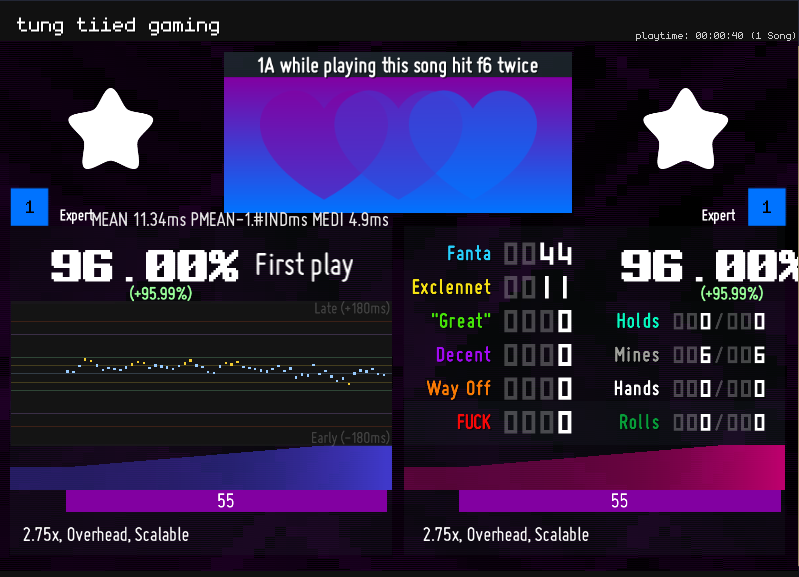 tung tiied gaming
playtime: 00:00:40 (1 Song)
1A while playing this song hit f6 twice
1
Expert
MEAN 11.34ms PMEAN-1.#INDms MEDI 4.9ms
Expert
1
96.00%
First play
(+95.99%)
Late (+180ms)
Early (-180ms)
55
2.75x, Overhead, Scalable
Fanta 0044
Exclennet 0011
"Great" 0000
Decent 0000
Way Off 0000
FUCK 0000
96.00%
(+95.99%)
Holds 000/000
Mines 006/006
Hands 000/000
Rolls 000/000
55
2.75x, Overhead, Scalable